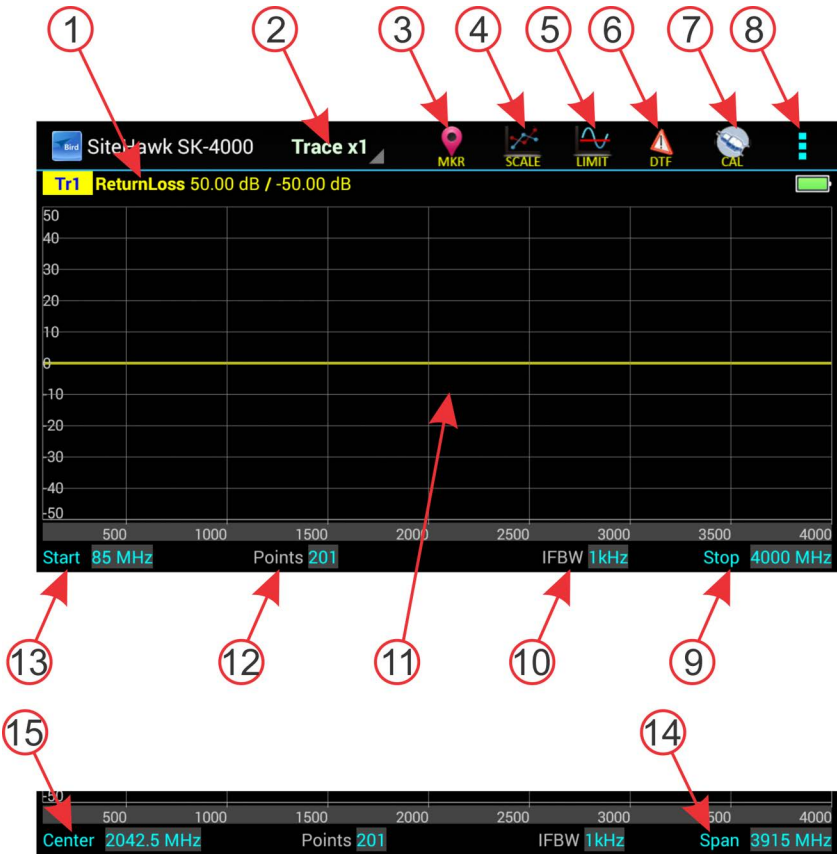 1 2 3 4 5 6 7 8
Bird SiteHawk SK-4000 Trace x1 MKR SCALE LIMIT DTF CAL
Tr1 ReturnLoss 50.00 dB / -50.00 dB
50
40
30
20
10
0
-10
-20
-30
-40
-50
500 1000 1500 2000 2500 3000 3500 4000
Start 85 MHz Points 201 IFBW 1kHz Stop 4000 MHz
13 12 11 10 9
15 14
-50
500 1000 1500 2000 2500 3000 3500 4000
Center 2042.5 MHz Points 201 IFBW 1kHz Span 3915 MHz